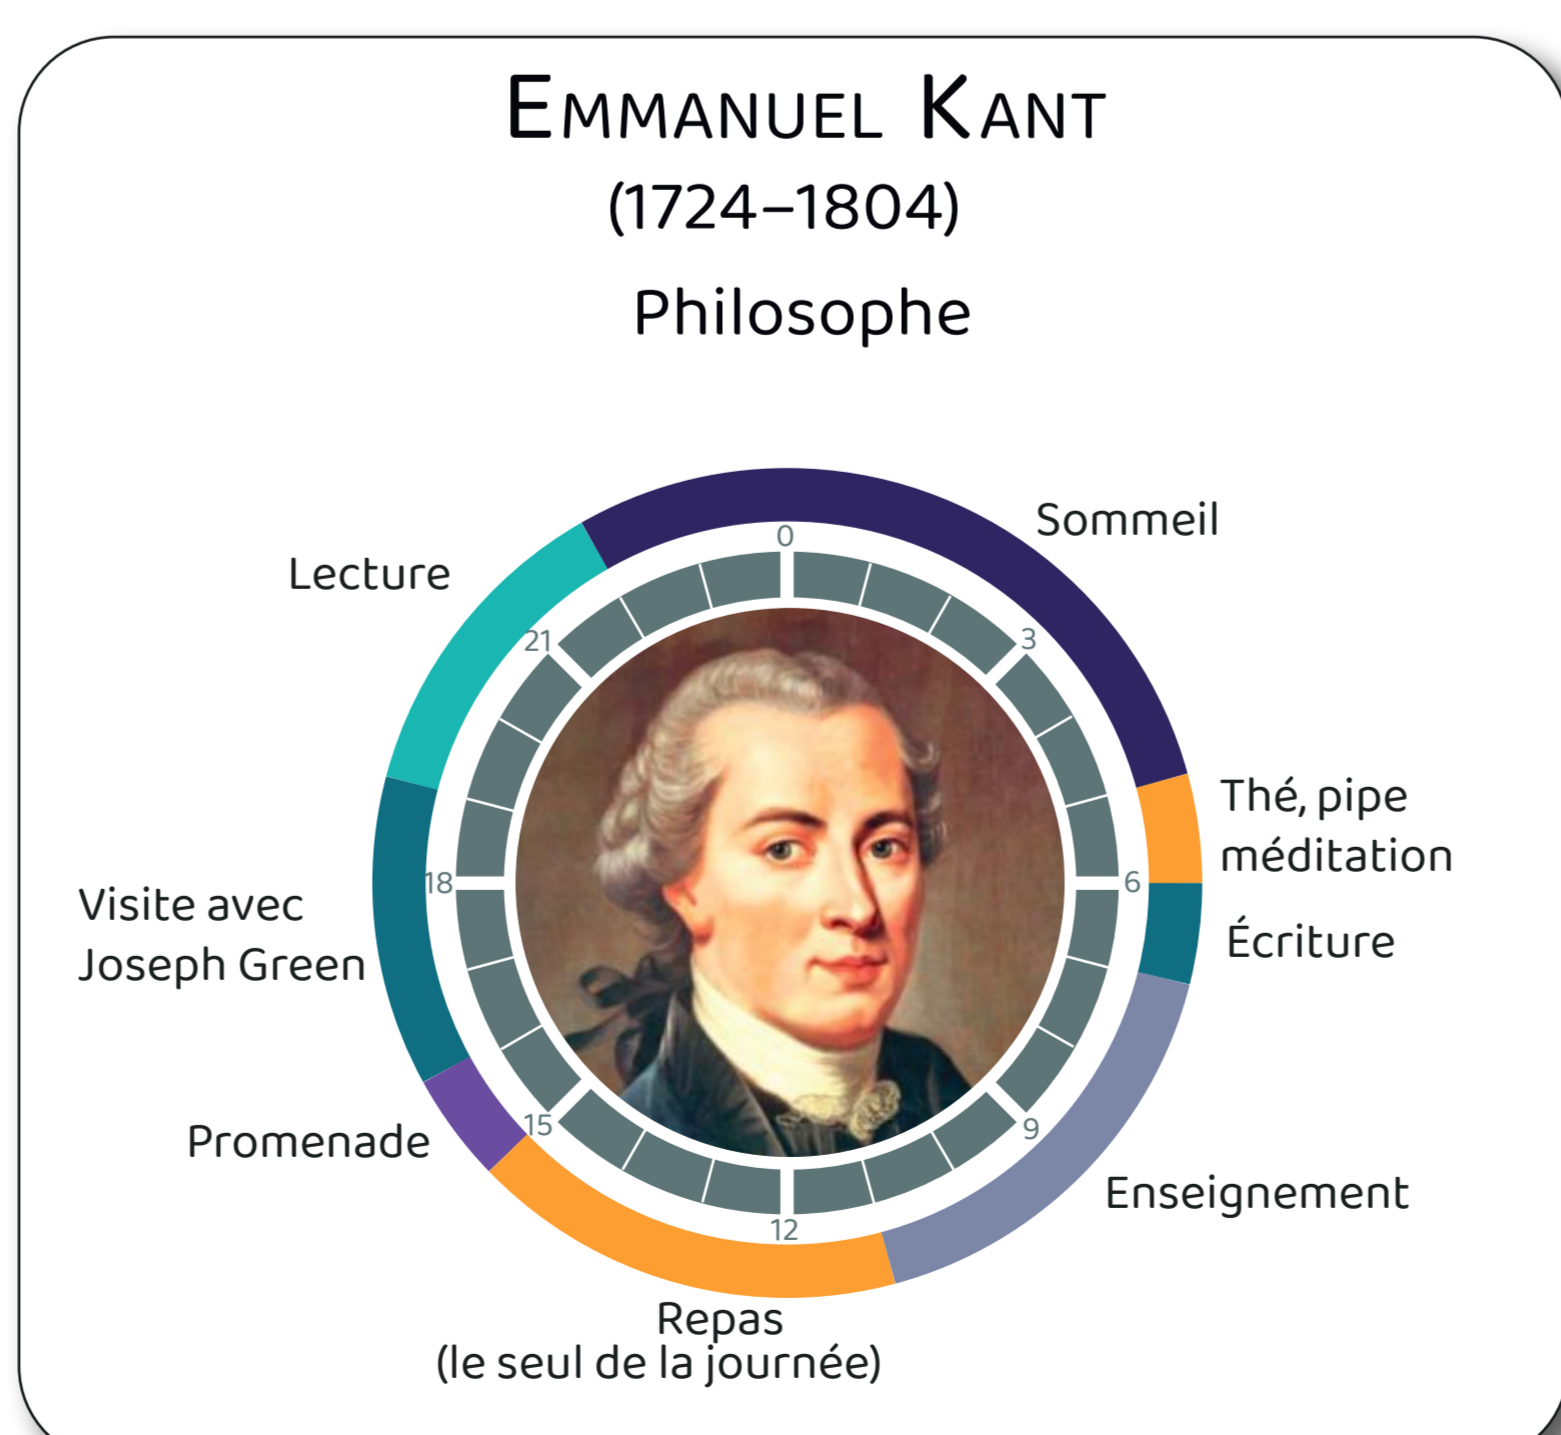 EMMANUEL KANT
(1724–1804)
Philosophe
Sommeil
Lecture
0
3
21
Thé, pipe
méditation
6
18
Visite avec
Joseph Green
Écriture
15
9
Promenade
Enseignement
12
Repas
(le seul de la journée)